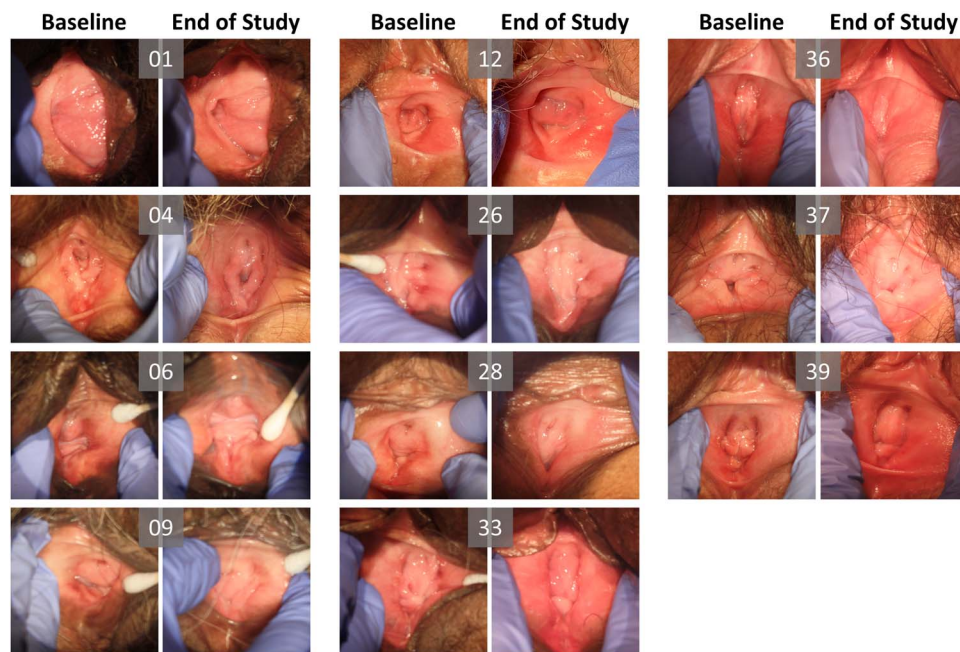 Baseline End of Study Baseline End of Study Baseline End of Study
01 12 36
04 26 37
06 28 39
09 33